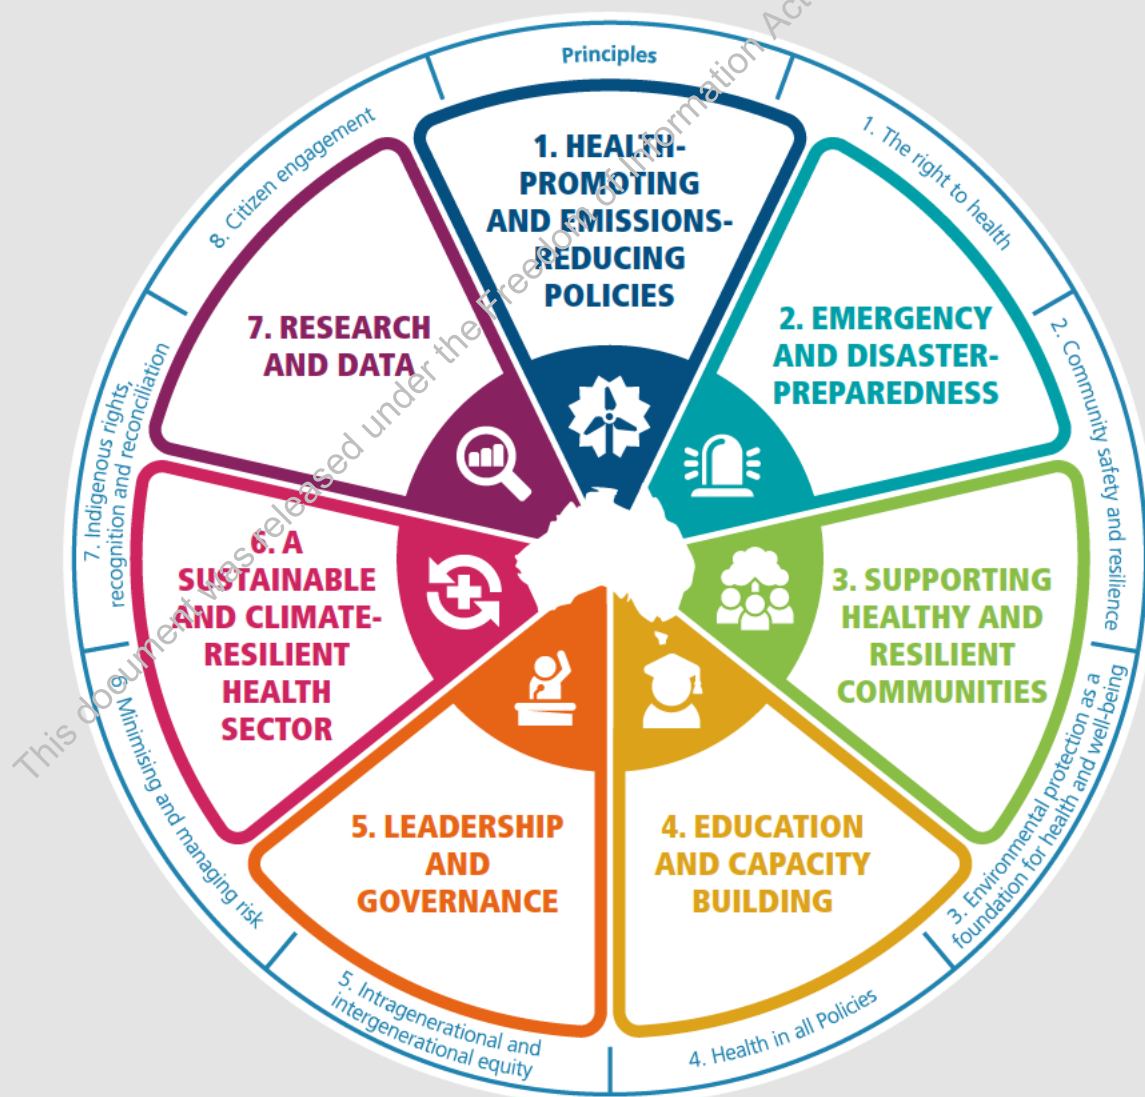 Principles
1. The right to health
2. Community safety and resilience
3. Environmental protection as a
foundation for health and well-being
4. Health in all Policies
5. Intragenerational and
intergenerational equity
6. Minimising and managing risk
7. Indigenous rights,
recognition and reconciliation
8. Citizen engagement
1. HEALTH-
PROMOTING
AND EMISSIONS-
REDUCING
POLICIES
2. EMERGENCY
AND DISASTER-
PREPAREDNESS
3. SUPPORTING
HEALTHY AND
RESILIENT
COMMUNITIES
4. EDUCATION
AND CAPACITY
BUILDING
5. LEADERSHIP
AND
GOVERNANCE
6. A
SUSTAINABLE
AND CLIMATE-
RESILIENT
HEALTH
SECTOR
7. RESEARCH
AND DATA
This document was released under the Freedom of Information Act